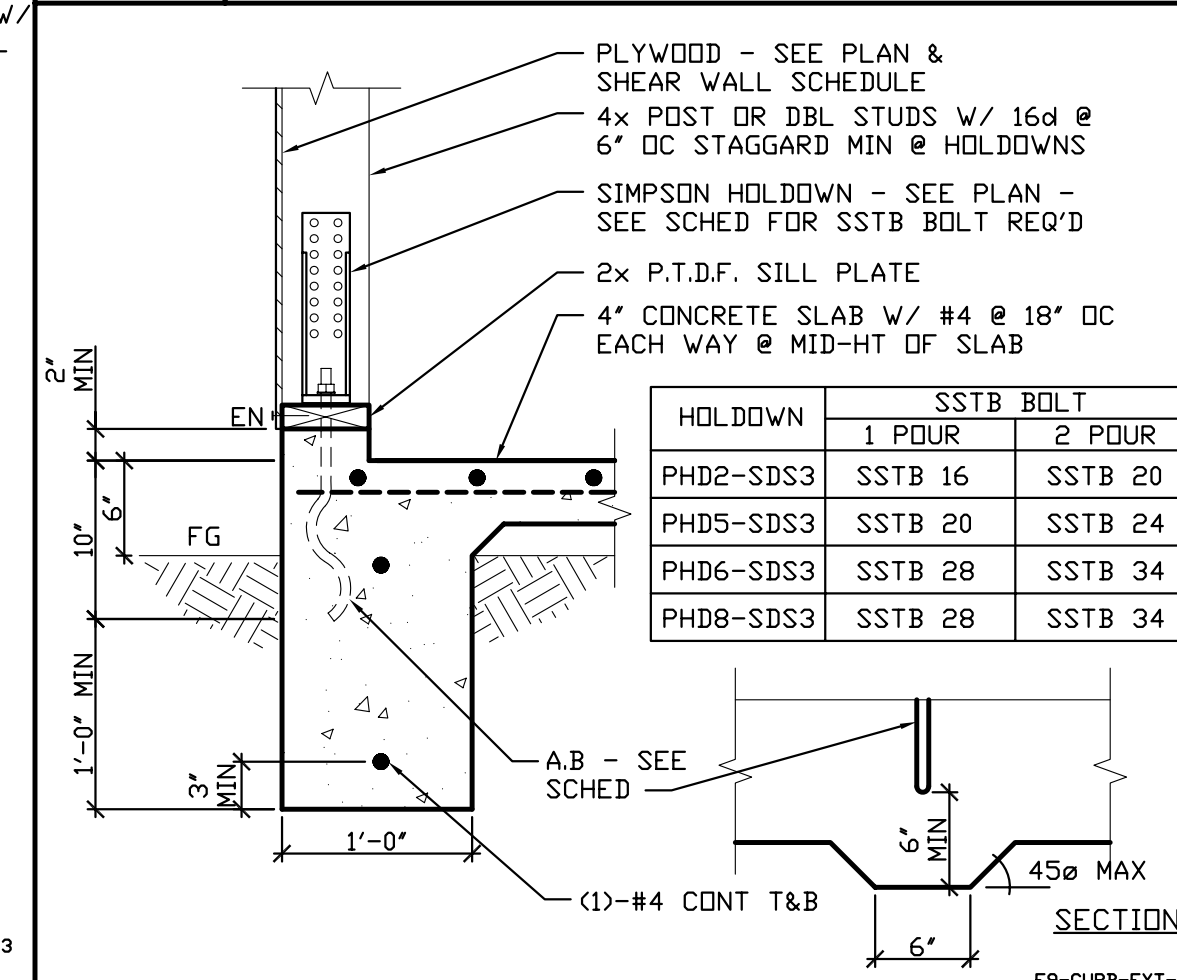 W/
PLYWOOD - SEE PLAN &
SHEAR WALL SCHEDULE
4x POST OR DBL STUDS W/ 16d @
6" OC STAGGARD MIN @ HOLDOWNS
SIMPSON HOLDOWN - SEE PLAN -
SEE SCHED FOR SSTB BOLT REQ'D
2x P.T.D.F. SILL PLATE
4" CONCRETE SLAB W/ #4 @ 18" OC
EACH WAY @ MID-HT OF SLAB
2"
MIN
EN
6"
10"
FG
1'-0" MIN
3"
MIN
1'-0"
HOLDOWN SSTB BOLT
1 POUR 2 POUR
PHD2-SDS3 SSTB 16 SSTB 20
PHD5-SDS3 SSTB 20 SSTB 24
PHD6-SDS3 SSTB 28 SSTB 34
PHD8-SDS3 SSTB 28 SSTB 34
A.B - SEE
SCHED
(1)-#4 CONT T&B
6"
MIN
45ø MAX
6"
SECTION
3